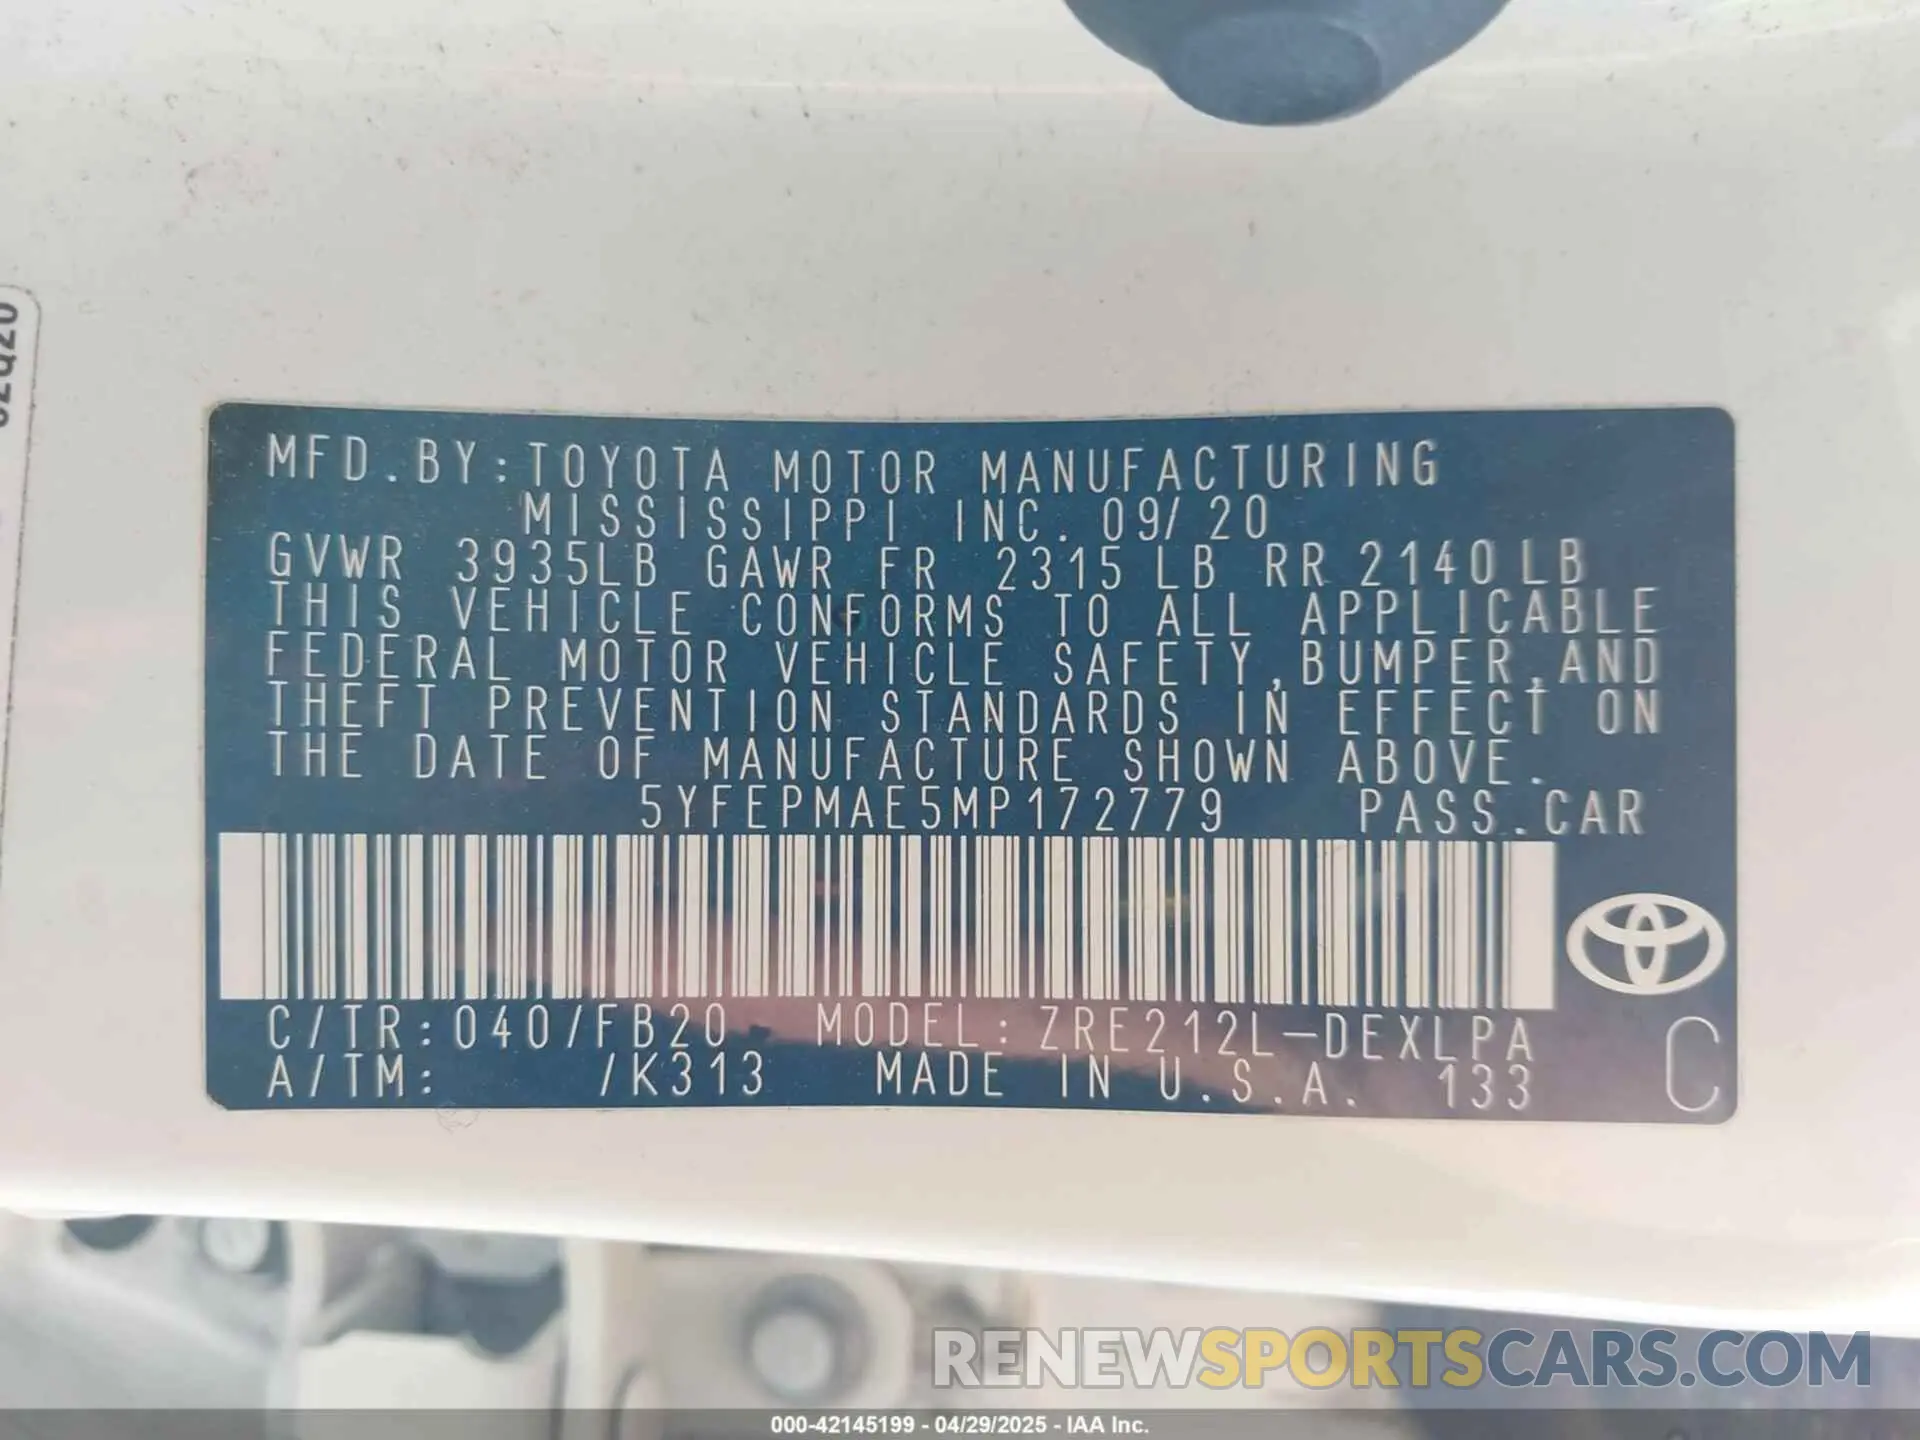 MFD.BY:TOYOTA MOTOR MANUFACTURING
MISSISSIPPI INC. 09/20
GVWR 3935LB GAWR FR 2315LB RR 2140LB
THIS VEHICLE CONFORMS TO ALL APPLICABLE
FEDERAL MOTOR VEHICLE SAFETY,BUMPER,AND
THEFT PREVENTION STANDARDS IN EFFECT ON
THE DATE OF MANUFACTURE SHOWN ABOVE.
5YFEPMAE5MP172779 PASS.CAR
C/TR:040/FB20 MODEL:ZRE212L-DEXLPA
A/TM: /K313 MADE IN U.S.A. 133
C
RENEWSPORTSCARS.COM
000-42145199 - 04/29/2025 - IAA Inc.